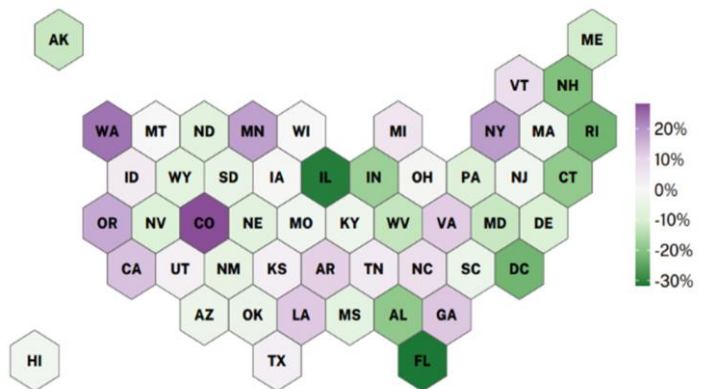 AK ME
VT NH
WA MT ND MN WI MI NY MA RI
ID WY SD IA IL IN OH PA NJ CT
OR NV CO NE MO KY WV VA MD DE
CA UT NM KS AR TN NC SC DC
AZ OK LA MS AL GA
HI TX FL
20%
10%
0%
-10%
-20%
-30%